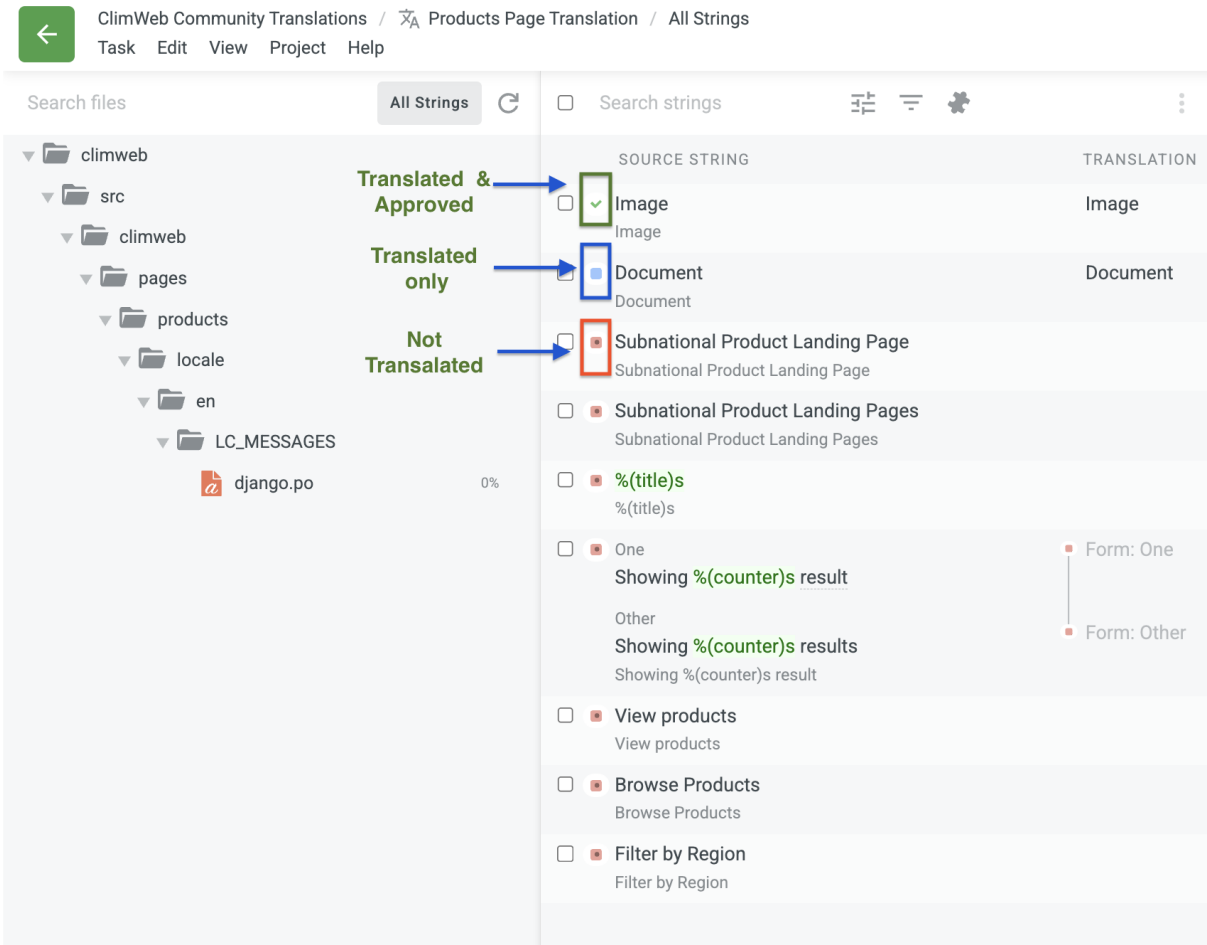 ClimWeb Community Translations / Products Page Translation / All Strings
Task Edit View Project Help
Search files
All Strings
Search strings
climweb
src
climweb
pages
products
locale
en
LC_MESSAGES
django.po 0%
Translated &
Approved
Translated
only
Not
Transalated
SOURCE STRING TRANSLATION
Image Image
Image
Document Document
Document
Subnational Product Landing Page
Subnational Product Landing Page
Subnational Product Landing Pages
Subnational Product Landing Pages
%(title)s
%(title)s
One Form: One
Showing %(counter)s result
Other Form: Other
Showing %(counter)s results
Showing %(counter)s result
View products
View products
Browse Products
Browse Products
Filter by Region
Filter by Region